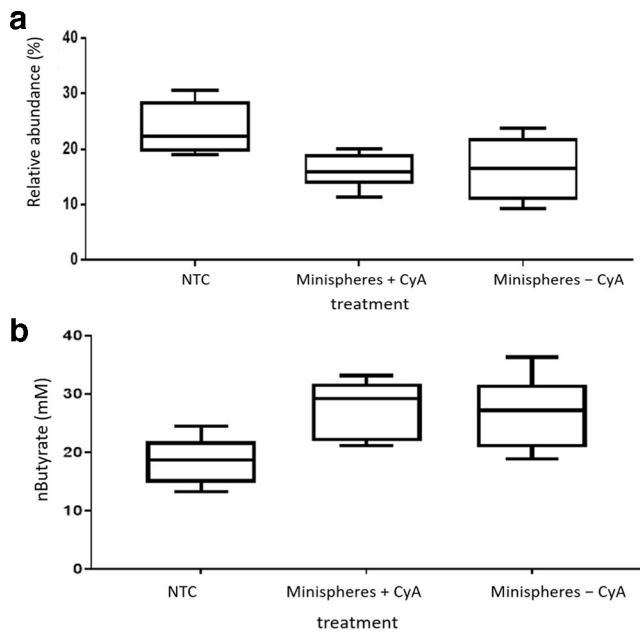 a
Relative abundance (%)
40
30
20
10
0
NTC
Minispheres + CyA
Minispheres − CyA
treatment
b
nButyrate (mM)
40
30
20
10
0
NTC
Minispheres + CyA
Minispheres − CyA
treatment